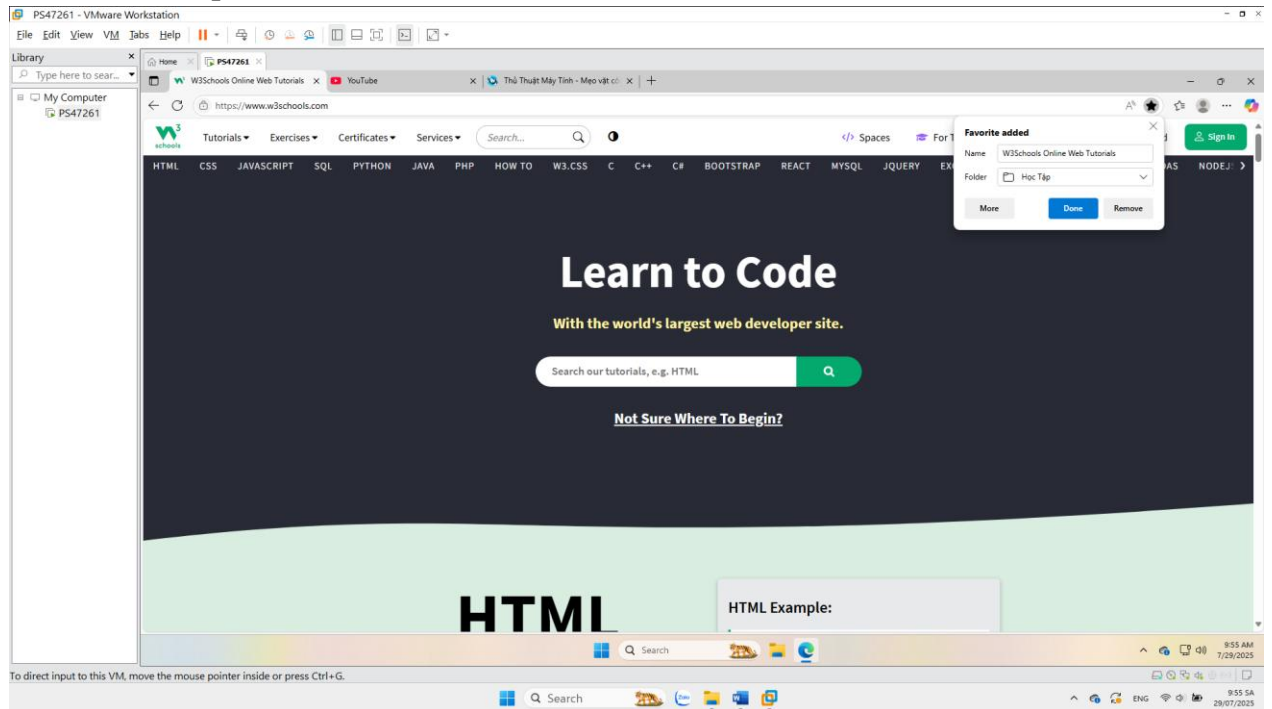 PS47261 - VMware Workstation
File Edit View VM Tabs Help
Library
Type here to sear...
My Computer
PS47261
Home
PS47261
W3Schools Online Web Tutorials
YouTube
Thủ Thuật Máy Tính - Mẹo vặt cô
https://www.w3schools.com
W3 schools
Tutorials Exercises Certificates Services Search... Spaces For T Sign In
HTML CSS JAVASCRIPT SQL PYTHON JAVA PHP HOW TO W3.CSS C C++ C# BOOTSTRAP REACT MYSQL JQUERY EX AS NODEJS
Favorite added
Name W3Schools Online Web Tutorials
Folder Học Tập
More Done Remove
Learn to Code
With the world's largest web developer site.
Search our tutorials, e.g. HTML
Not Sure Where To Begin?
HTML
HTML Example:
Search
9:55 AM
7/29/2025
To direct input to this VM, move the mouse pointer inside or press Ctrl+G.
Search
ENG
9:55 SA
29/07/2025